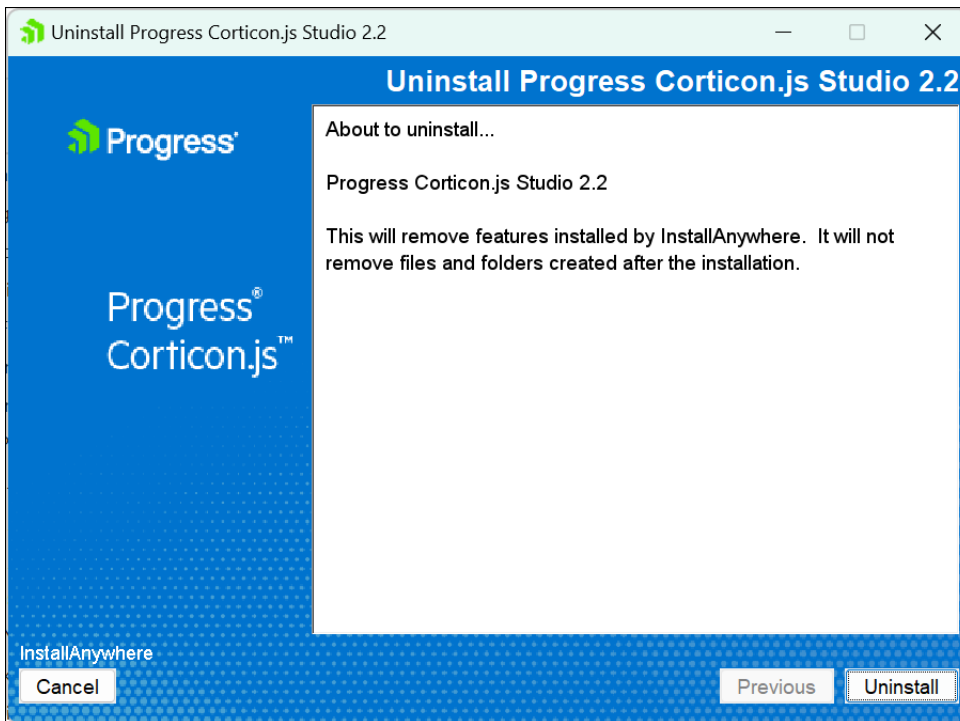 Uninstall Progress Corticon.js Studio 2.2
Uninstall Progress Corticon.js Studio 2.2
Progress
About to uninstall...
Progress Corticon.js Studio 2.2
This will remove features installed by InstallAnywhere.  It will not
remove files and folders created after the installation.
Progress®
Corticon.js™
InstallAnywhere
Cancel
Previous
Uninstall